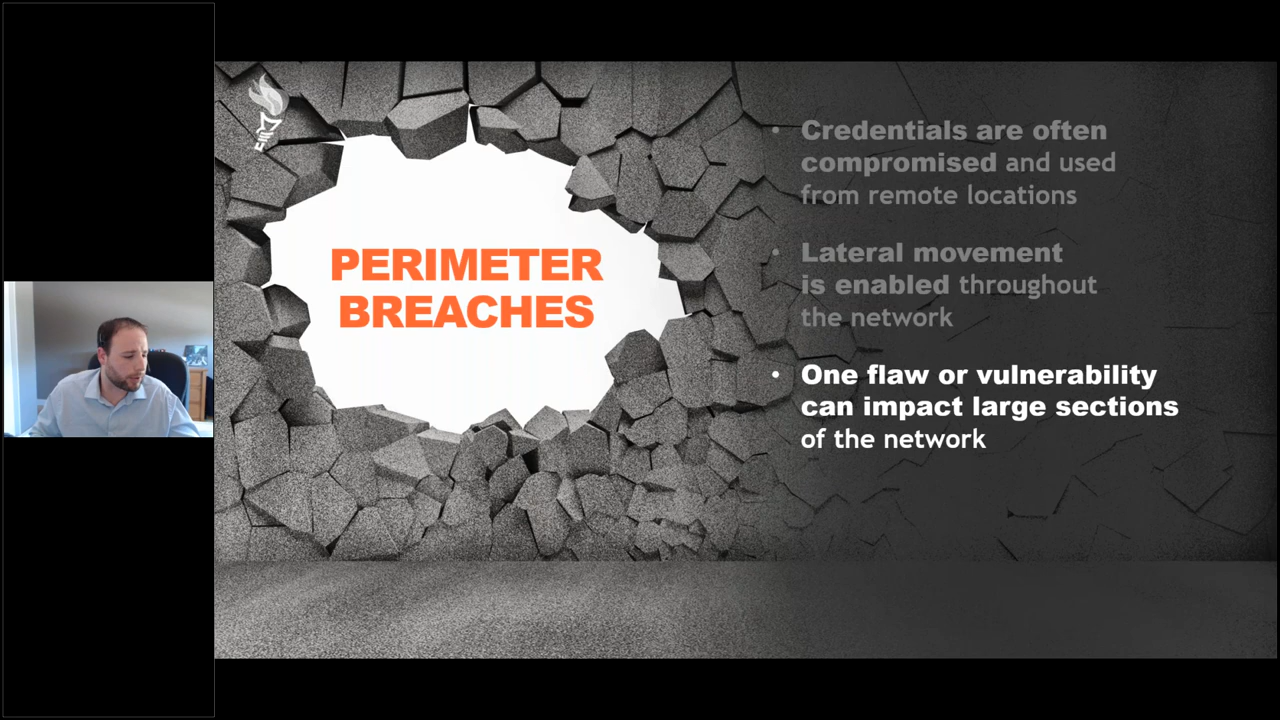 PERIMETER
BREACHES
• Credentials are often
compromised and used
from remote locations
• Lateral movement
is enabled throughout
the network
• One flaw or vulnerability
can impact large sections
of the network